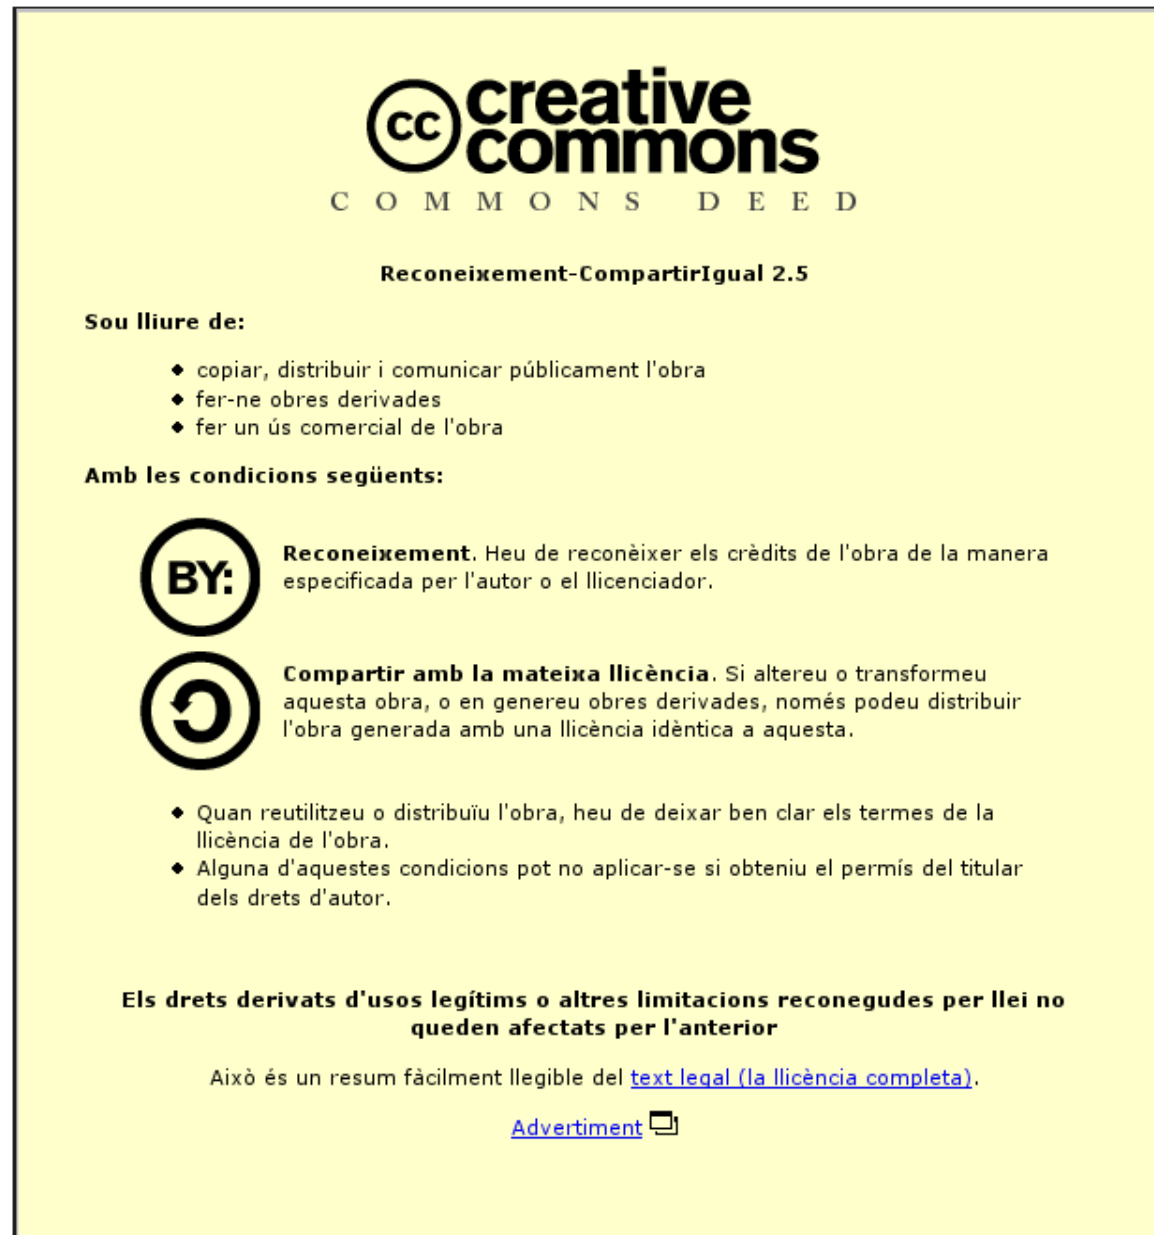 cc creative
commons
COMMONS DEED
Reconeixement-CompartirIgual 2.5
Sou lliure de:
copiar, distribuir i comunicar públicament l'obra
fer-ne obres derivades
fer un ús comercial de l'obra
Amb les condicions següents:
BY:
Reconeixement. Heu de reconèixer els crèdits de l'obra de la manera
especificada per l'autor o el llicenciador.
Compartir amb la mateixa llicència. Si altereu o transformeu
aquesta obra, o en genereu obres derivades, només podeu distribuir
l'obra generada amb una llicència idèntica a aquesta.
Quan reutilitzeu o distribuïu l'obra, heu de deixar ben clar els termes de la
llicència de l'obra.
Alguna d'aquestes condicions pot no aplicar-se si obteniu el permís del titular
dels drets d'autor.
Els drets derivats d'usos legítims o altres limitacions reconegudes per llei no
queden afectats per l'anterior
Això és un resum fàcilment llegible del text legal (la llicència completa).
Advertiment